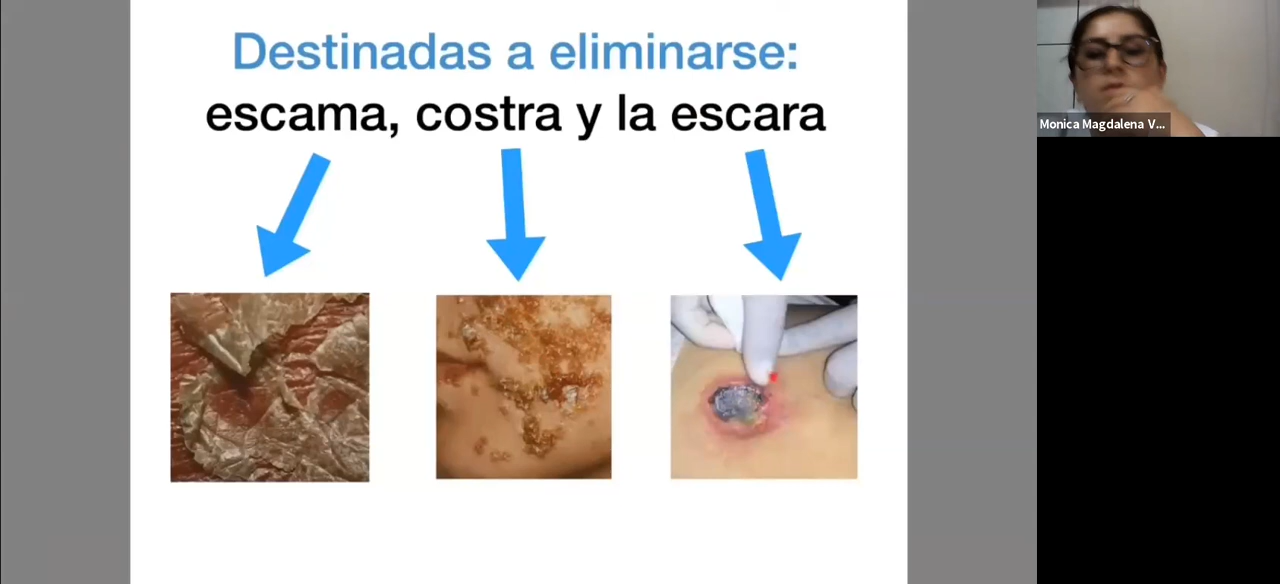 Destinadas a eliminarse:
escama, costra y la escara
Monica Magdalena V...